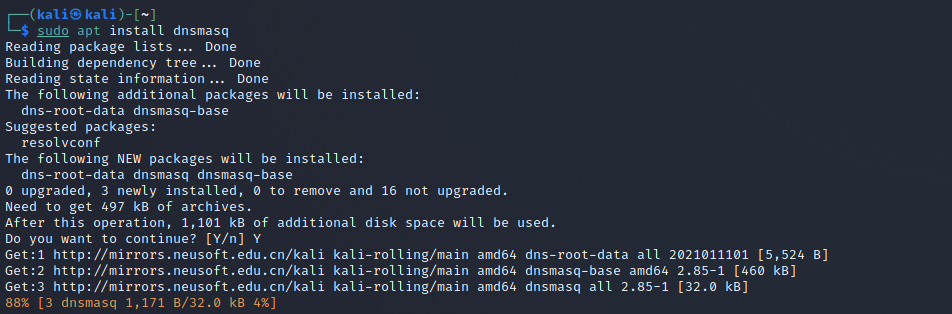 ┌──(kali㉿kali)-[~]
└─$ sudo apt install dnsmasq
Reading package lists... Done
Building dependency tree... Done
Reading state information... Done
The following additional packages will be installed:
  dns-root-data dnsmasq-base
Suggested packages:
  resolvconf
The following NEW packages will be installed:
  dns-root-data dnsmasq dnsmasq-base
0 upgraded, 3 newly installed, 0 to remove and 16 not upgraded.
Need to get 497 kB of archives.
After this operation, 1,101 kB of additional disk space will be used.
Do you want to continue? [Y/n] Y
Get:1 http://mirrors.neusoft.edu.cn/kali kali-rolling/main amd64 dns-root-data all 2021011101 [5,524 B]
Get:2 http://mirrors.neusoft.edu.cn/kali kali-rolling/main amd64 dnsmasq-base amd64 2.85-1 [460 kB]
Get:3 http://mirrors.neusoft.edu.cn/kali kali-rolling/main amd64 dnsmasq all 2.85-1 [32.0 kB]
88% [3 dnsmasq 1,171 B/32.0 kB 4%]